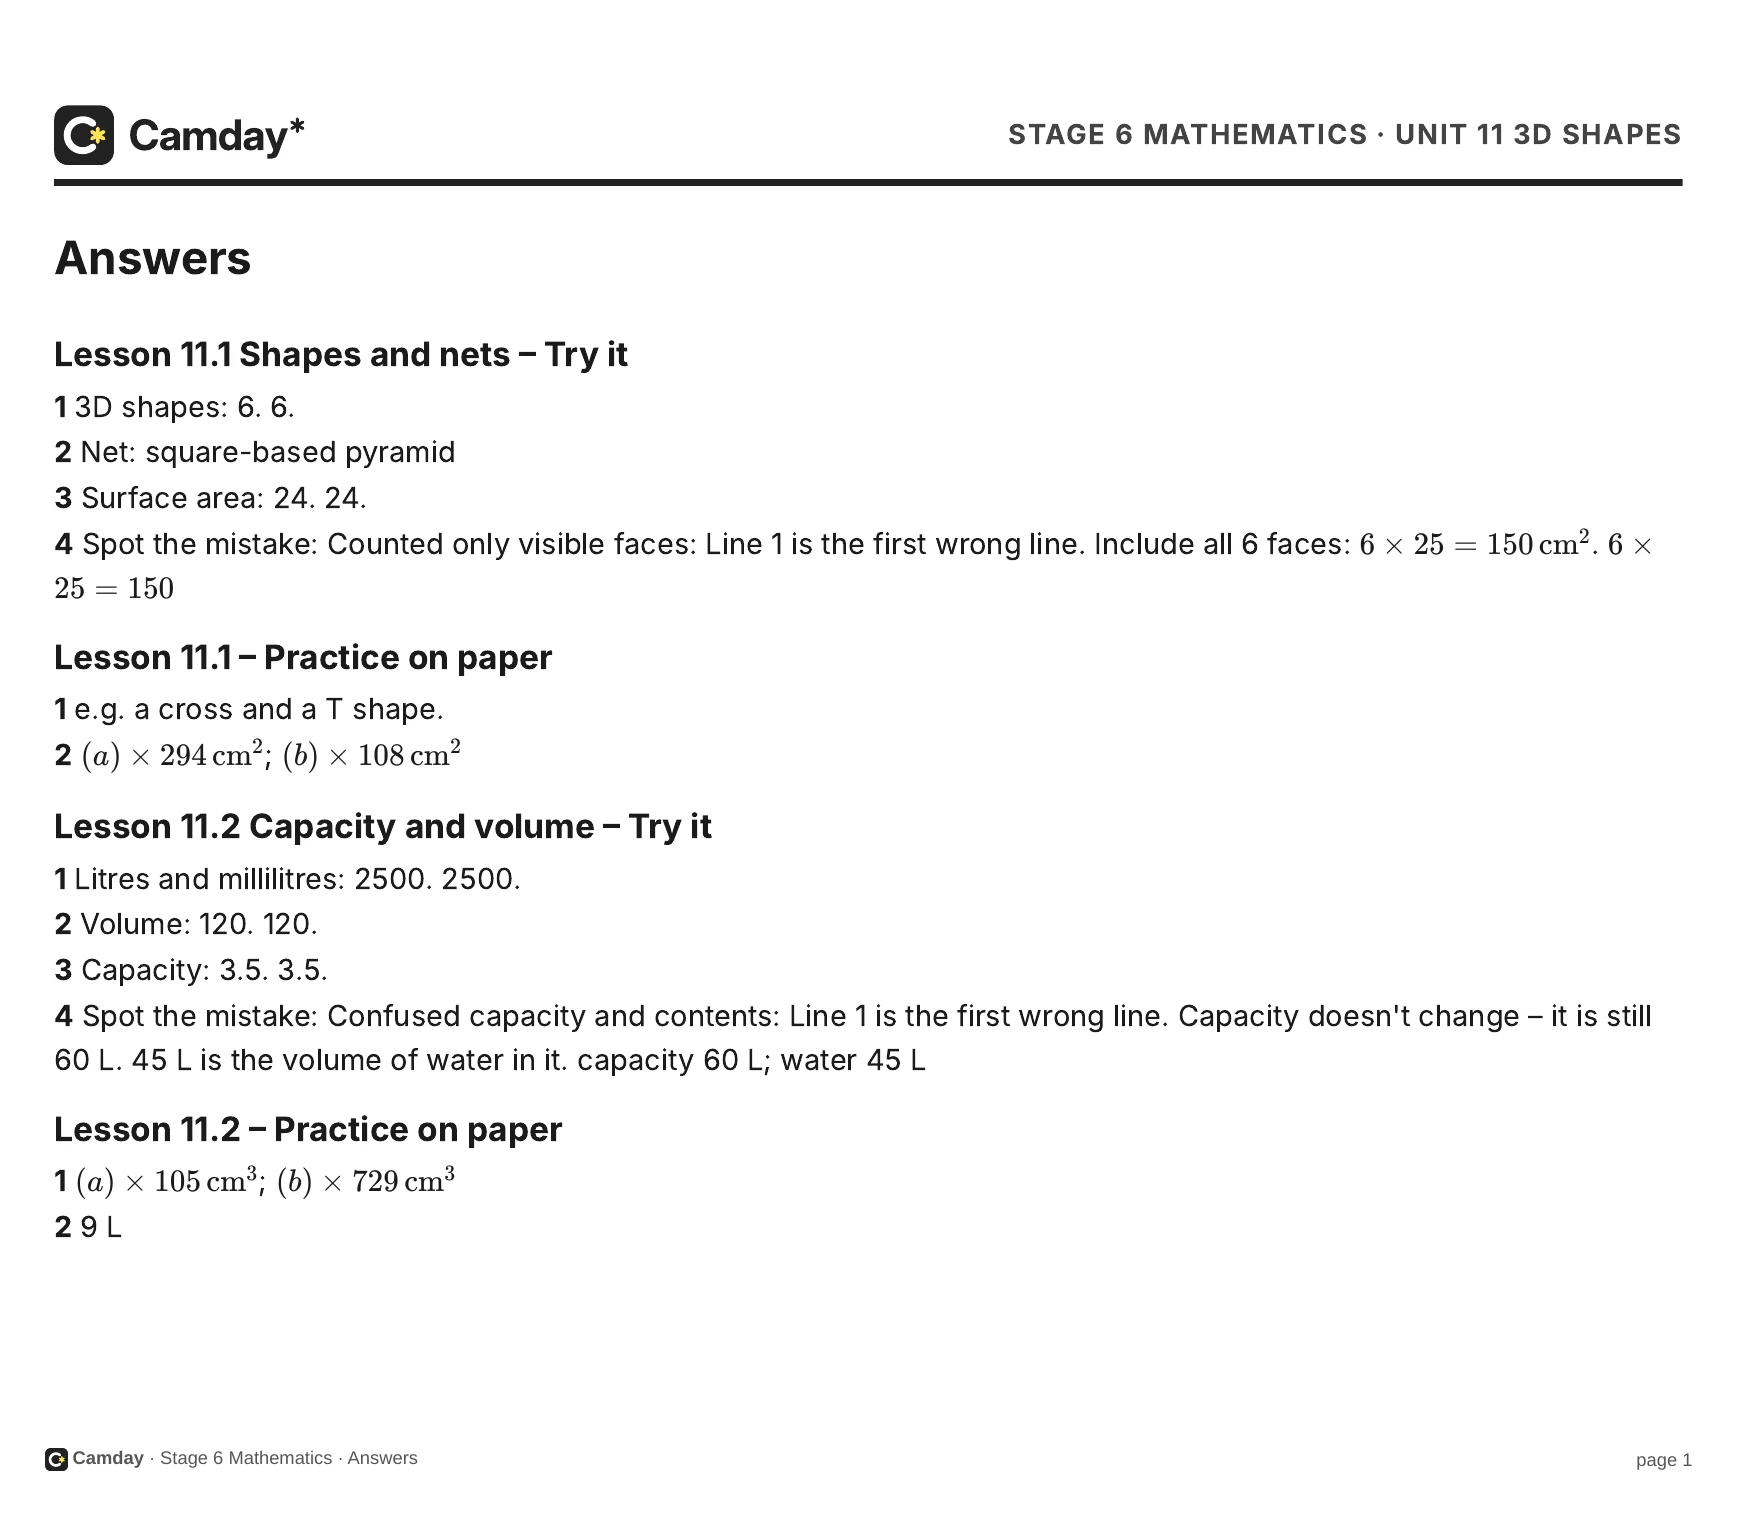 Camday*
STAGE 6 MATHEMATICS · UNIT 11 3D SHAPES
Answers
Lesson 11.1 Shapes and nets – Try it
1 3D shapes: 6. 6.
2 Net: square-based pyramid
3 Surface area: 24. 24.
4 Spot the mistake: Counted only visible faces: Line 1 is the first wrong line. Include all 6 faces: 6 × 25 = 150 cm². 6 ×
25 = 150
Lesson 11.1 – Practice on paper
1 e.g. a cross and a T shape.
2 (a) × 294 cm²; (b) × 108 cm²
Lesson 11.2 Capacity and volume – Try it
1 Litres and millilitres: 2500. 2500.
2 Volume: 120. 120.
3 Capacity: 3.5. 3.5.
4 Spot the mistake: Confused capacity and contents: Line 1 is the first wrong line. Capacity doesn't change – it is still
60 L. 45 L is the volume of water in it. capacity 60 L; water 45 L
Lesson 11.2 – Practice on paper
1 (a) × 105 cm³; (b) × 729 cm³
2 9 L
Camday · Stage 6 Mathematics · Answers
page 1